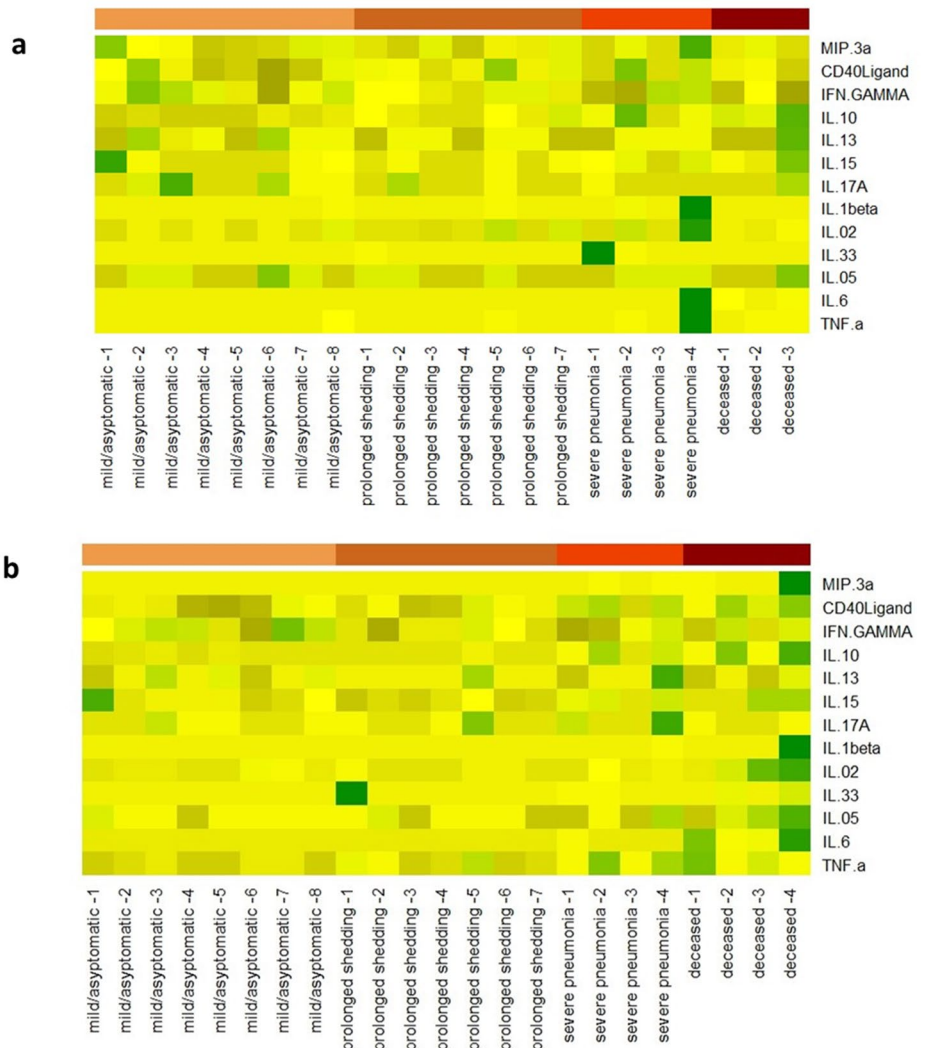 a
MIP.3a
CD40Ligand
IFN.GAMMA
IL.10
IL.13
IL.15
IL.17A
IL.1beta
IL.02
IL.33
IL.05
IL.6
TNF.a
mild/asyptomatic -1
mild/asyptomatic -2
mild/asyptomatic -3
mild/asyptomatic -4
mild/asyptomatic -5
mild/asyptomatic -6
mild/asyptomatic -7
mild/asyptomatic -8
prolonged shedding -1
prolonged shedding -2
prolonged shedding -3
prolonged shedding -4
prolonged shedding -5
prolonged shedding -6
prolonged shedding -7
severe pneumonia -1
severe pneumonia -2
severe pneumonia -3
severe pneumonia -4
deceased -1
deceased -2
deceased -3
b
MIP.3a
CD40Ligand
IFN.GAMMA
IL.10
IL.13
IL.15
IL.17A
IL.1beta
IL.02
IL.33
IL.05
IL.6
TNF.a
mild/asyptomatic -1
mild/asyptomatic -2
mild/asyptomatic -3
mild/asyptomatic -4
mild/asyptomatic -5
mild/asyptomatic -6
mild/asyptomatic -7
mild/asyptomatic -8
prolonged shedding -1
prolonged shedding -2
prolonged shedding -3
prolonged shedding -4
prolonged shedding -5
prolonged shedding -6
prolonged shedding -7
severe pneumonia -1
severe pneumonia -2
severe pneumonia -3
severe pneumonia -4
deceased -1
deceased -2
deceased -3
deceased -4